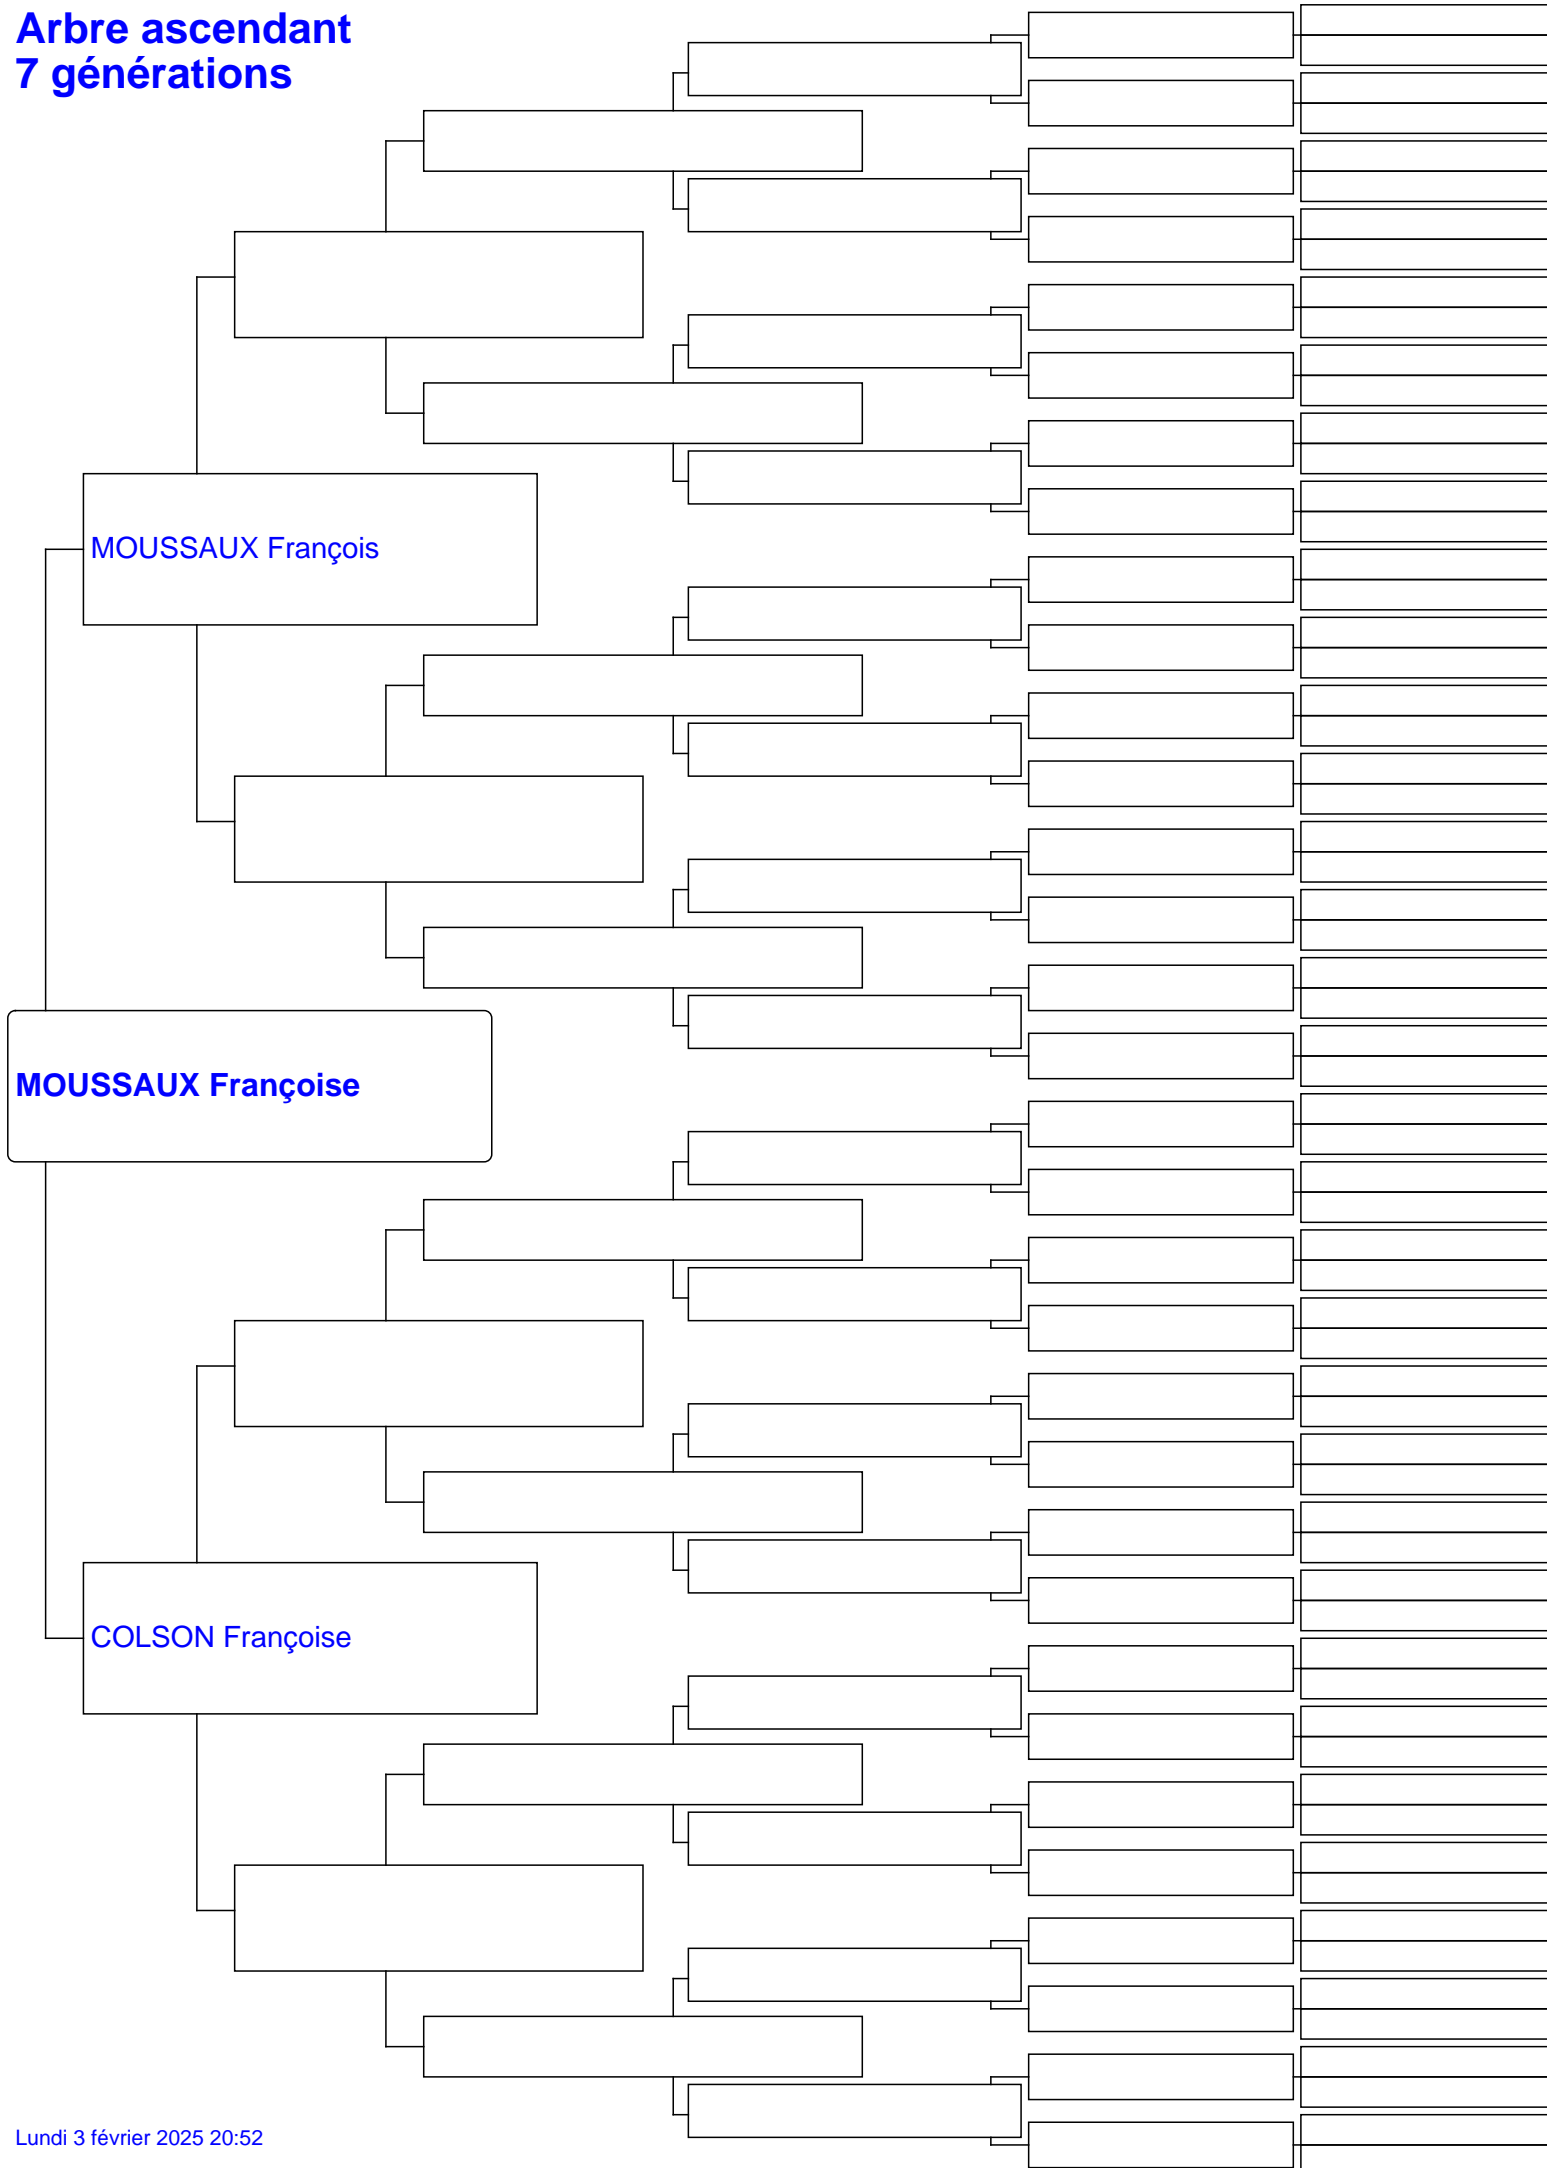 Arbre ascendant
7 générations
MOUSSAUX François
MOUSSAUX Françoise
COLSON Françoise
Lundi 3 février 2025 20:52